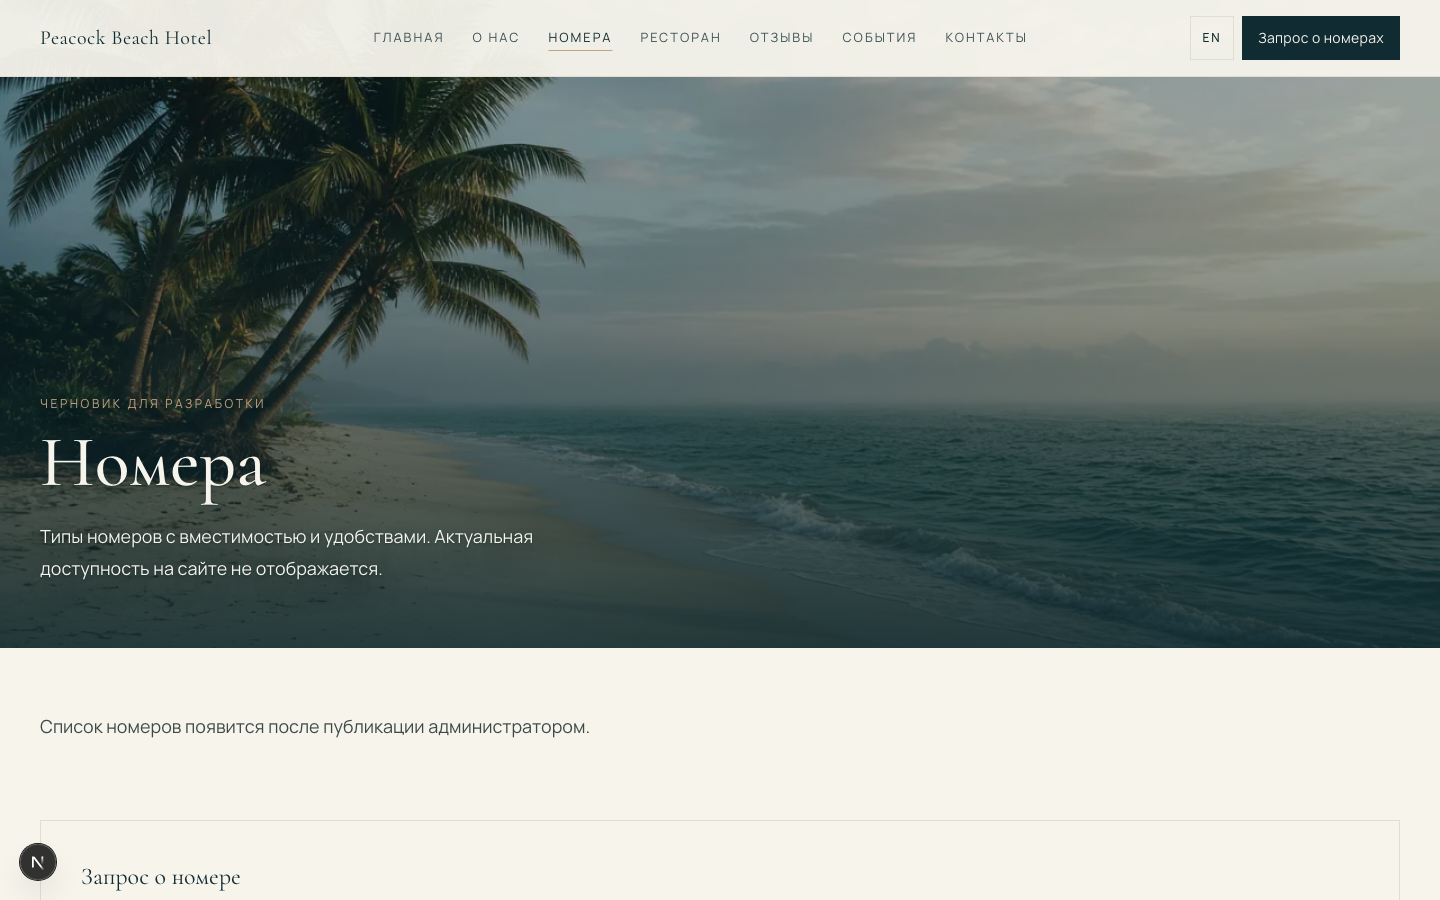 Peacock Beach Hotel
ГЛАВНАЯ
О НАС
НОМЕРА
РЕСТОРАН
ОТЗЫВЫ
СОБЫТИЯ
КОНТАКТЫ
EN
Запрос о номерах
ЧЕРНОВИК ДЛЯ РАЗРАБОТКИ
Номера
Типы номеров с вместимостью и удобствами. Актуальная
доступность на сайте не отображается.
Список номеров появится после публикации администратором.
N
Запрос о номере